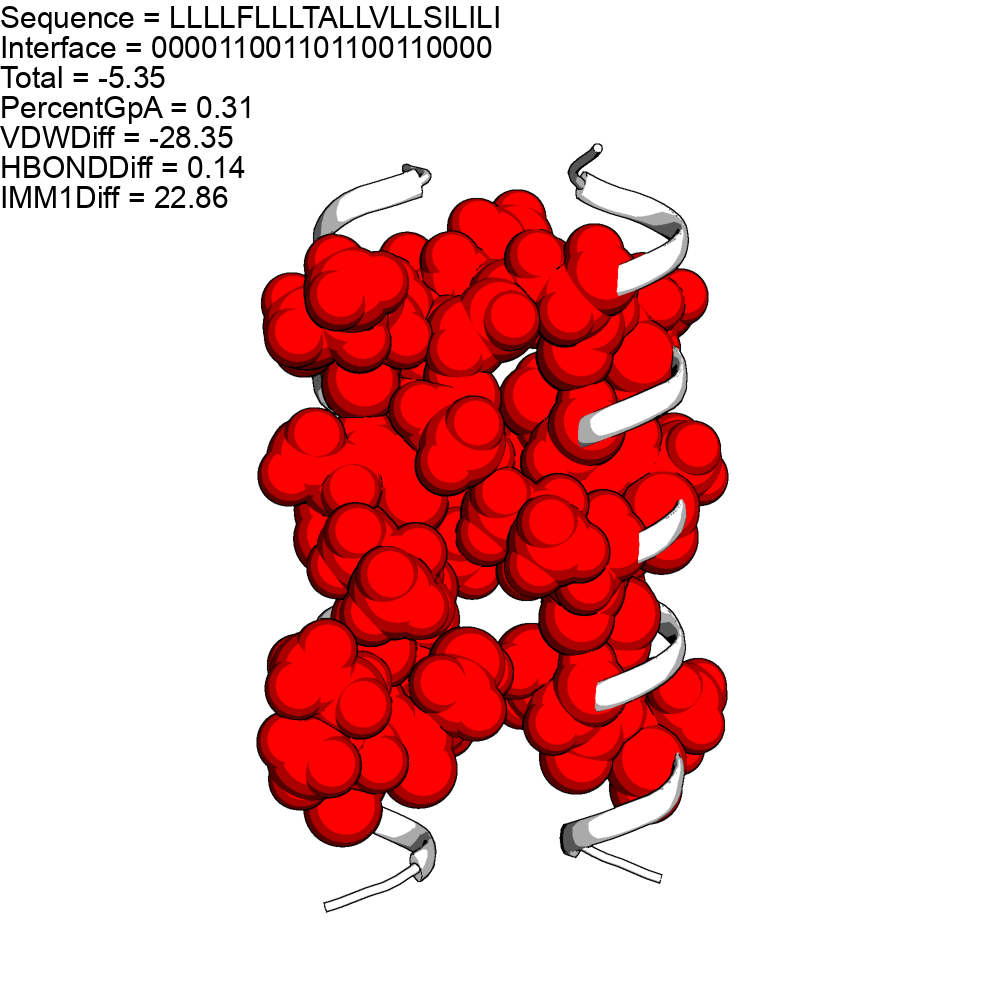 Sequence = LLLLFLLLTALLVLLSILILI
Interface = 000011001101100110000
Total = -5.35
PercentGpA = 0.31
VDWDiff = -28.35
HBONDDiff = 0.14
IMM1Diff = 22.86